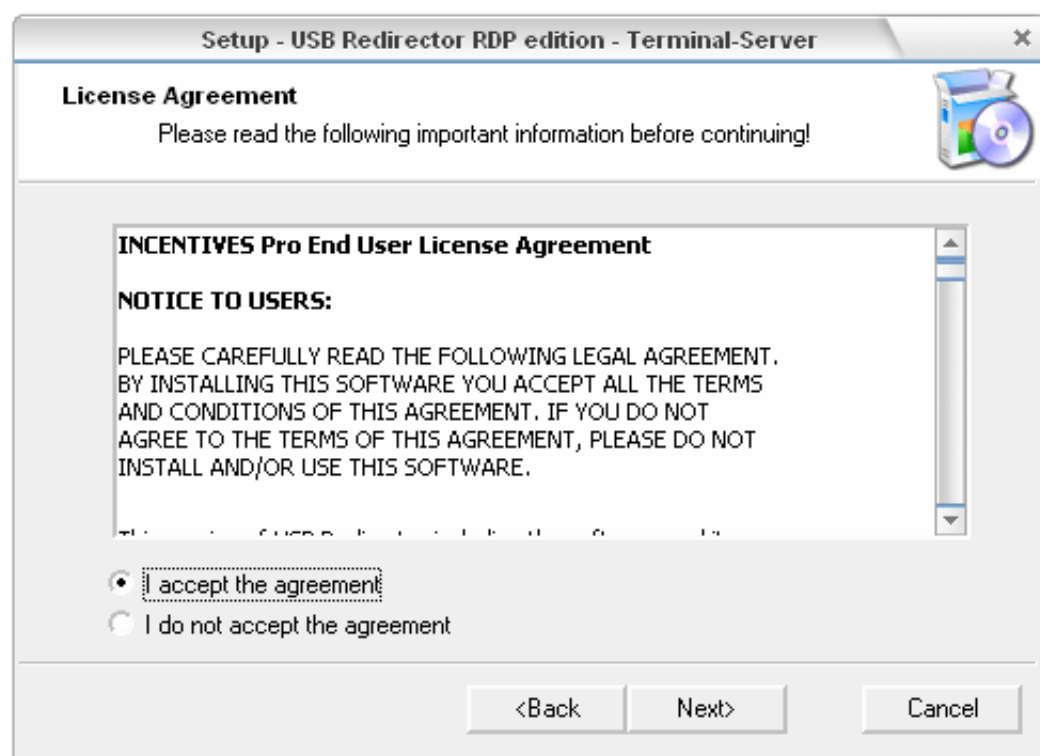 Setup - USB Redirector RDP edition - Terminal-Server
License Agreement
Please read the following important information before continuing!
INCENTIVES Pro End User License Agreement
NOTICE TO USERS:
PLEASE CAREFULLY READ THE FOLLOWING LEGAL AGREEMENT.
BY INSTALLING THIS SOFTWARE YOU ACCEPT ALL THE TERMS
AND CONDITIONS OF THIS AGREEMENT. IF YOU DO NOT
AGREE TO THE TERMS OF THIS AGREEMENT, PLEASE DO NOT
INSTALL AND/OR USE THIS SOFTWARE.
I accept the agreement
I do not accept the agreement
<Back
Next>
Cancel